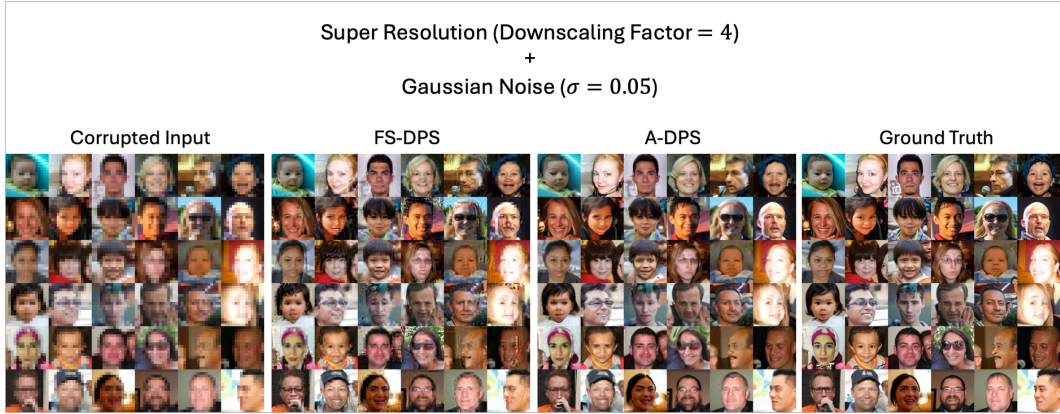 Super Resolution (Downscaling Factor = 4)
+
Gaussian Noise (𝜎 = 0.05)
Corrupted Input
FS-DPS
A-DPS
Ground Truth